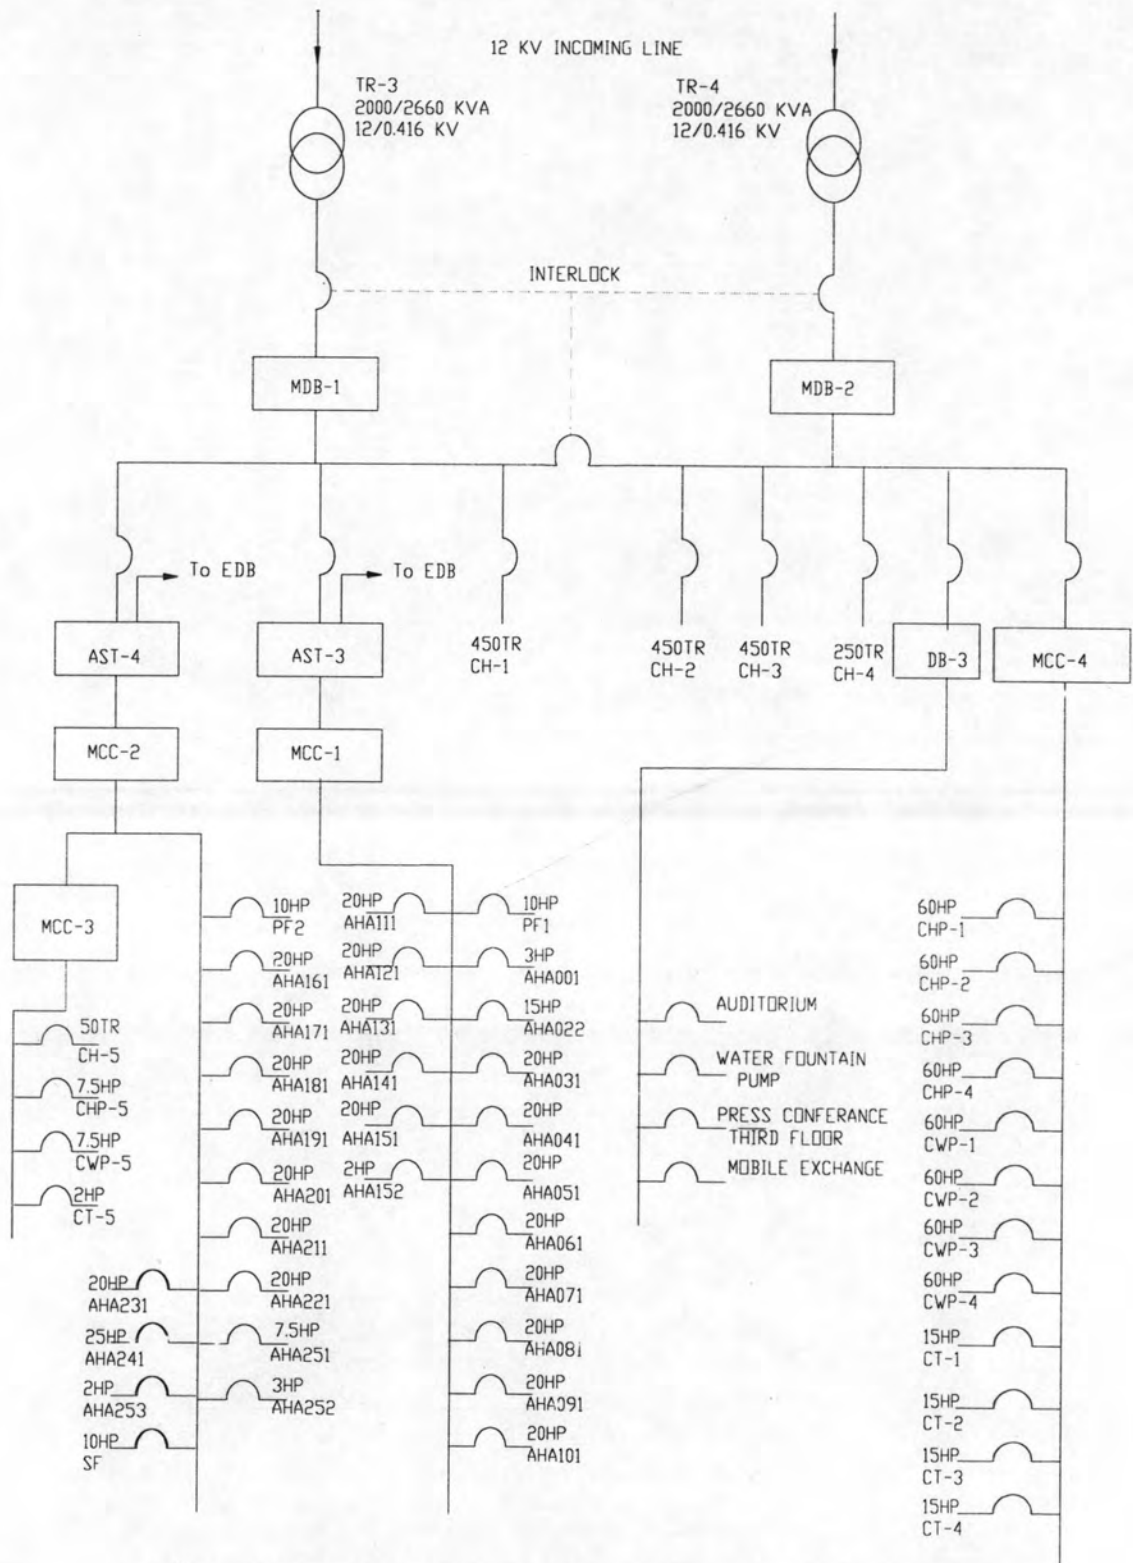 12 KV INCOMING LINE
TR-3
2000/2660 KVA
12/0.416 KV
TR-4
2000/2660 KVA
12/0.416 KV
INTERLOCK
MDB-1
MDB-2
To EDB
To EDB
AST-4
AST-3
450TR
CH-1
450TR
CH-2
450TR
CH-3
250TR
CH-4
DB-3
MCC-4
MCC-2
MCC-1
MCC-3
50TR
CH-5
7.5HP
CHP-5
7.5HP
CWP-5
2HP
CT-5
10HP
PF2
20HP
AHA161
20HP
AHA171
20HP
AHA181
20HP
AHA191
20HP
AHA201
20HP
AHA211
20HP
AHA221
7.5HP
AHA251
3HP
AHA252
20HP
AHA231
25HP
AHA241
2HP
AHA253
10HP
SF
20HP
AHA111
20HP
AHA121
20HP
AHA131
20HP
AHA141
20HP
AHA151
2HP
AHA152
10HP
PF1
3HP
AHA001
15HP
AHA022
20HP
AHA031
20HP
AHA041
20HP
AHA051
20HP
AHA061
20HP
AHA071
20HP
AHA081
20HP
AHA091
20HP
AHA101
AUDITORIUM
WATER FOUNTAIN
PUMP
PRESS CONFERANCE
THIRD FLOOR
MOBILE EXCHANGE
60HP
CHP-1
60HP
CHP-2
60HP
CHP-3
60HP
CHP-4
60HP
CWP-1
60HP
CWP-2
60HP
CWP-3
60HP
CWP-4
15HP
CT-1
15HP
CT-2
15HP
CT-3
15HP
CT-4